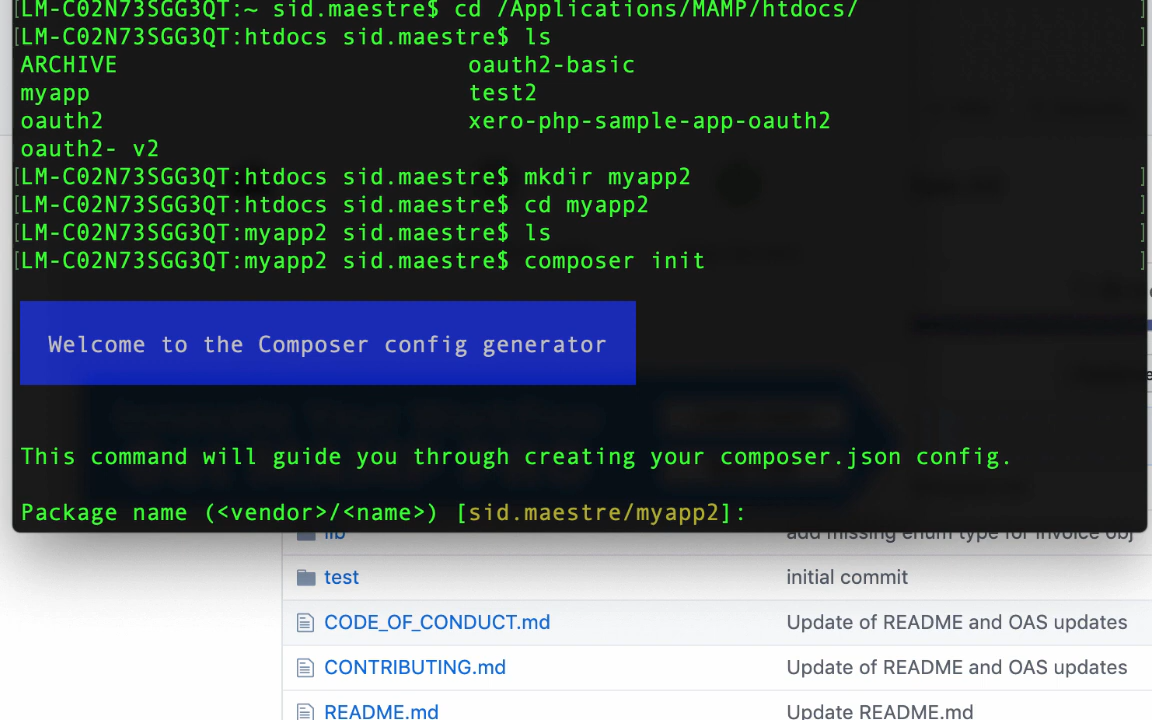 [LM-C02N73SGG3QT:~ sid.maestre$ cd /Applications/MAMP/htdocs/ ]
[LM-C02N73SGG3QT:htdocs sid.maestre$ ls ]
ARCHIVE oauth2-basic
myapp test2
oauth2 xero-php-sample-app-oauth2
oauth2- v2
[LM-C02N73SGG3QT:htdocs sid.maestre$ mkdir myapp2 ]
[LM-C02N73SGG3QT:htdocs sid.maestre$ cd myapp2 ]
[LM-C02N73SGG3QT:myapp2 sid.maestre$ ls ]
[LM-C02N73SGG3QT:myapp2 sid.maestre$ composer init ]
Welcome to the Composer config generator
This command will guide you through creating your composer.json config.
Package name (<vendor>/<name>) [sid.maestre/myapp2]:
lib add missing enum type for invoice obj
test initial commit
CODE_OF_CONDUCT.md Update of README and OAS updates
CONTRIBUTING.md Update of README and OAS updates
README.md Update README.md